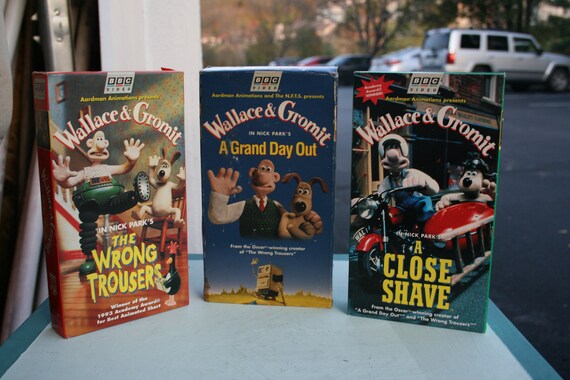 BBC
VIDEO
Aardman Animations presents
Wallace & Gromit
IN NICK PARK'S
THE
WRONG
TROUSERS
Winner of the
1993 Academy Award
for Best Animated Short
BBC
VIDEO
Aardman Animations and The N.F.T.S. presents
Wallace & Gromit
IN NICK PARK'S
A Grand Day Out
From the Oscar-winning creator
of "The Wrong Trousers"
BBC
VIDEO
Aardman Animations presents
Wallace & Gromit
IN NICK PARK'S
A
CLOSE
SHAVE
From the Oscar-winning creator of
"A Grand Day Out" and "The Wrong Trousers"